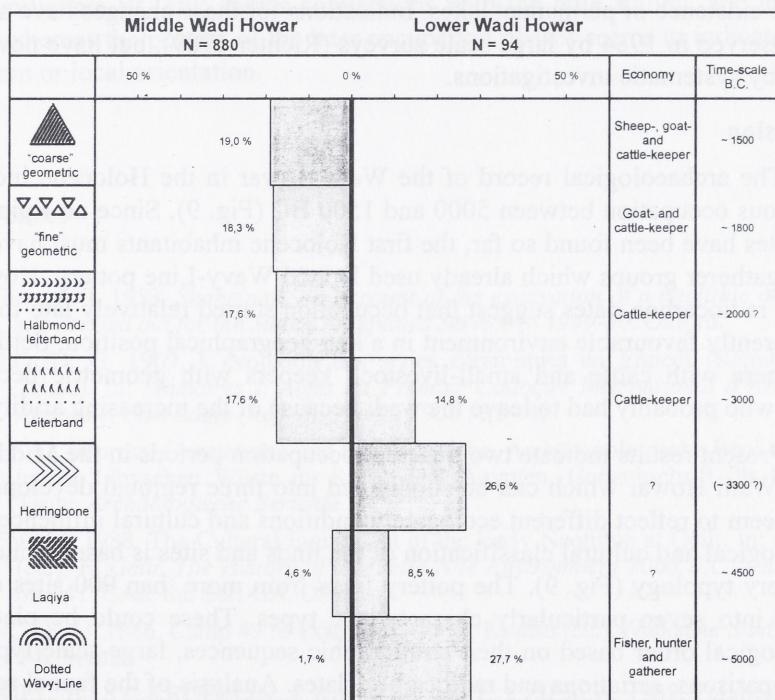 Middle Wadi Howar
N = 880
Lower Wadi Howar
N = 94
50 %
0 %
50 %
Economy
Time-scale
B.C.
"coarse"
geometric
19,0 %
Sheep-, goat-
and
cattle-keeper
~ 1500
"fine"
geometric
18,3 %
Goat- and
cattle-keeper
~ 1800
Halbmond-
leiterband
17,6 %
Cattle-keeper
~ 2000 ?
Leiterband
17,6 %
14,8 %
Cattle-keeper
~ 3000
Herringbone
26,6 %
?
(~ 3300 ?)
Laqiya
4,6 %
8,5 %
?
~ 4500
Dotted
Wavy-Line
1,7 %
27,7 %
Fisher, hunter
and
gatherer
~ 5000